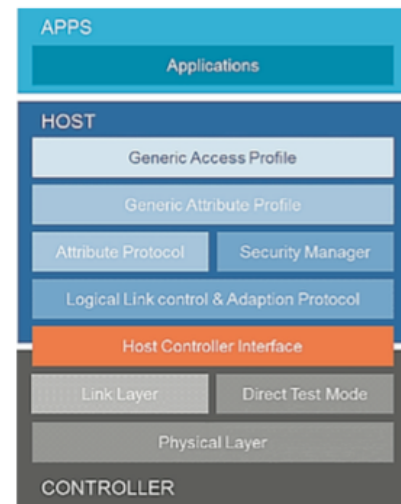 APPS
Applications
HOST
Generic Access Profile
Generic Attribute Profile
Attribute Protocol
Security Manager
Logical Link control & Adaption Protocol
Host Controller Interface
Link Layer
Direct Test Mode
Physical Layer
CONTROLLER